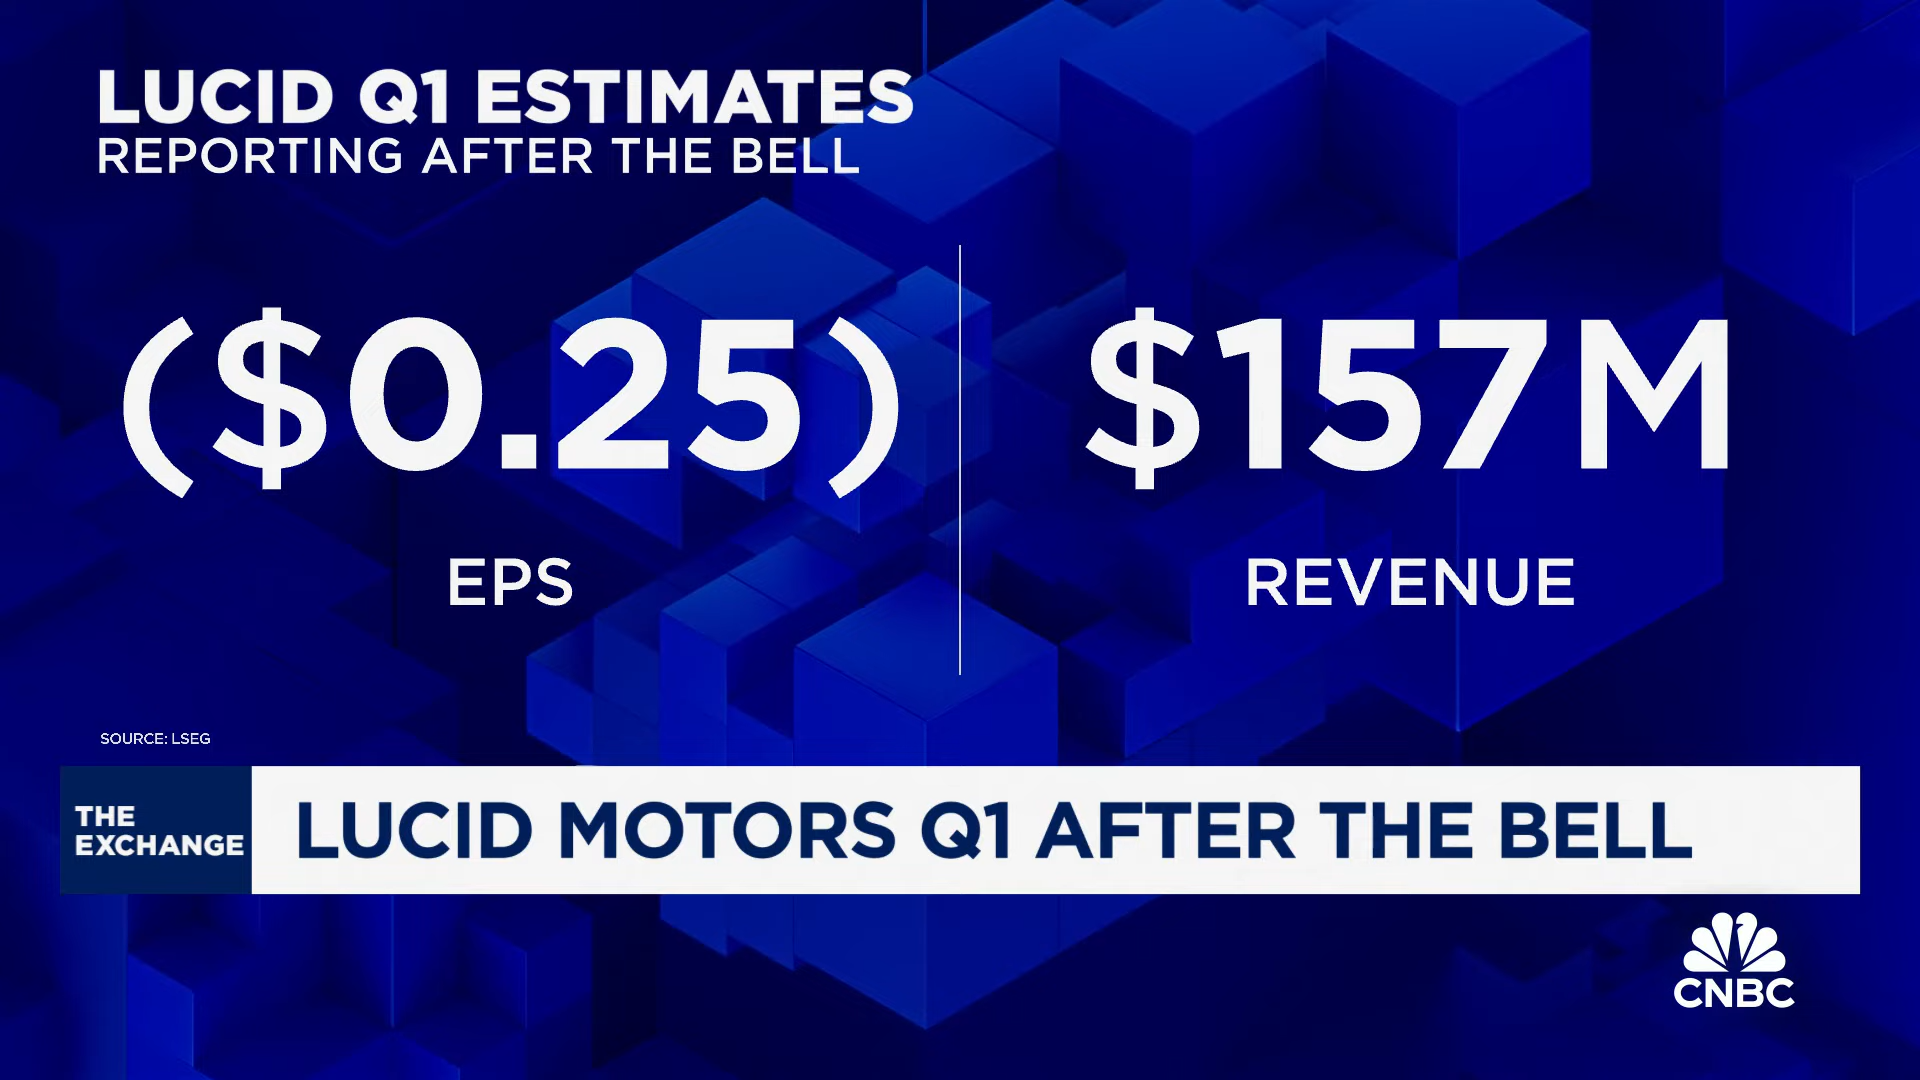 LUCID Q1 ESTIMATES
REPORTING AFTER THE BELL
($0.25)
EPS
$157M
REVENUE
SOURCE: LSEG
THE
EXCHANGE
LUCID MOTORS Q1 AFTER THE BELL
CNBC